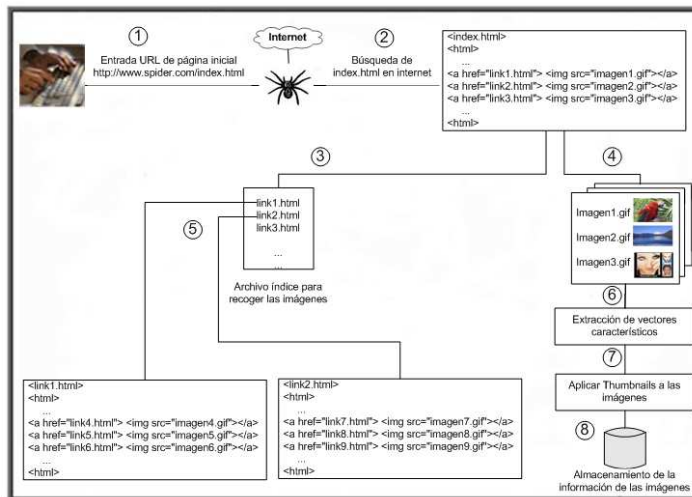 1
Entrada URL de página inicial
http://www.spider.com/index.html
Internet
2
Búsqueda de
index.html en internet
<index.html>
<html>
...
<a href="link1.html"> <img src="imagen1.gif"></a>
<a href="link2.html"> <img src="imagen2.gif"></a>
<a href="link3.html"> <img src="imagen3.gif"></a>
...
<html>
3
link1.html
link2.html
link3.html
...
...
Archivo índice para
recoger las imágenes
4
Imagen1.gif
Imagen2.gif
Imagen3.gif
5
<link1.html>
<html>
...
<a href="link4.html"> <img src="imagen4.gif"></a>
<a href="link5.html"> <img src="imagen5.gif"></a>
<a href="link6.html"> <img src="imagen6.gif"></a>
...
<html>
<link2.html>
<html>
...
<a href="link7.html"> <img src="imagen7.gif"></a>
<a href="link8.html"> <img src="imagen8.gif"></a>
<a href="link9.html"> <img src="imagen9.gif"></a>
...
<html>
6
Extracción de vectores
característicos
7
Aplicar Thumbnails a las
imágenes
8
Almacenamiento de la
información de las imágenes